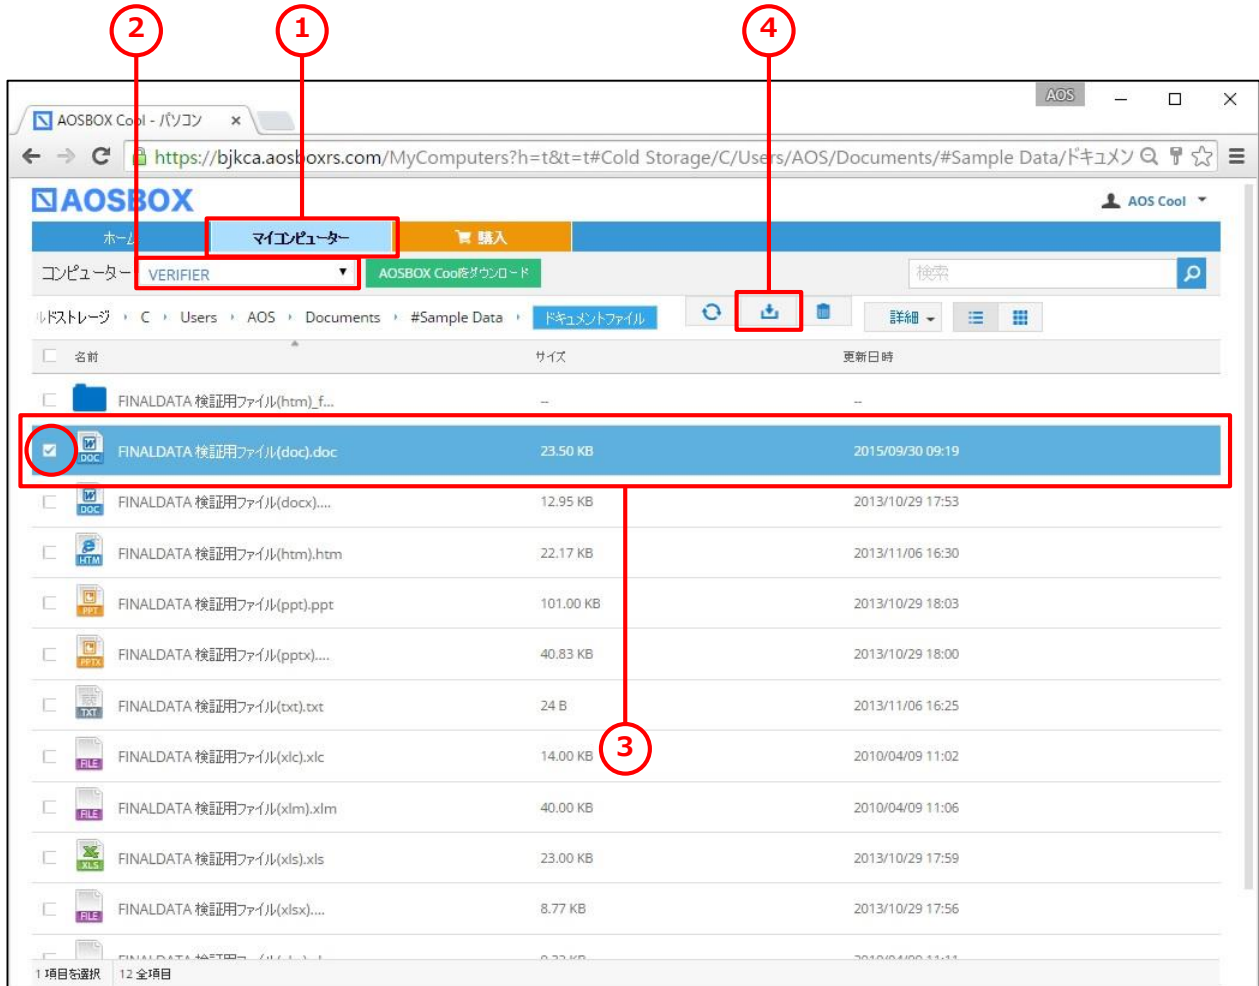 2 1 4
AOS
AOSBOX Cool - パソコン
https://bjkca.aosboxrs.com/MyComputers?h=t&t=t#Cold Storage/C/Users/AOS/Documents/#Sample Data/ドキュメン
AOSBOX
AOS Cool
ホーム マイコンピューター 購入
コンピューター VERIFIER AOSBOX Coolをダウンロード 検索
ルドストレージ C Users AOS Documents #Sample Data ドキュメントファイル 詳細
名前 サイズ 更新日時
FINALDATA 検証用ファイル(htm)_f... -- --
DOC FINALDATA 検証用ファイル(doc).doc 23.50 KB 2015/09/30 09:19
DOC FINALDATA 検証用ファイル(docx).... 12.95 KB 2013/10/29 17:53
HTM FINALDATA 検証用ファイル(htm).htm 22.17 KB 2013/11/06 16:30
PPT FINALDATA 検証用ファイル(ppt).ppt 101.00 KB 2013/10/29 18:03
PPTX FINALDATA 検証用ファイル(pptx).... 40.83 KB 2013/10/29 18:00
TXT FINALDATA 検証用ファイル(txt).txt 24 B 2013/11/06 16:25
3
FILE FINALDATA 検証用ファイル(xlc).xlc 14.00 KB 2010/04/09 11:02
FILE FINALDATA 検証用ファイル(xlm).xlm 40.00 KB 2010/04/09 11:06
XLS FINALDATA 検証用ファイル(xls).xls 23.00 KB 2013/10/29 17:59
FILE FINALDATA 検証用ファイル(xlsx).... 8.77 KB 2013/10/29 17:56
1 項目を選択 12 全項目